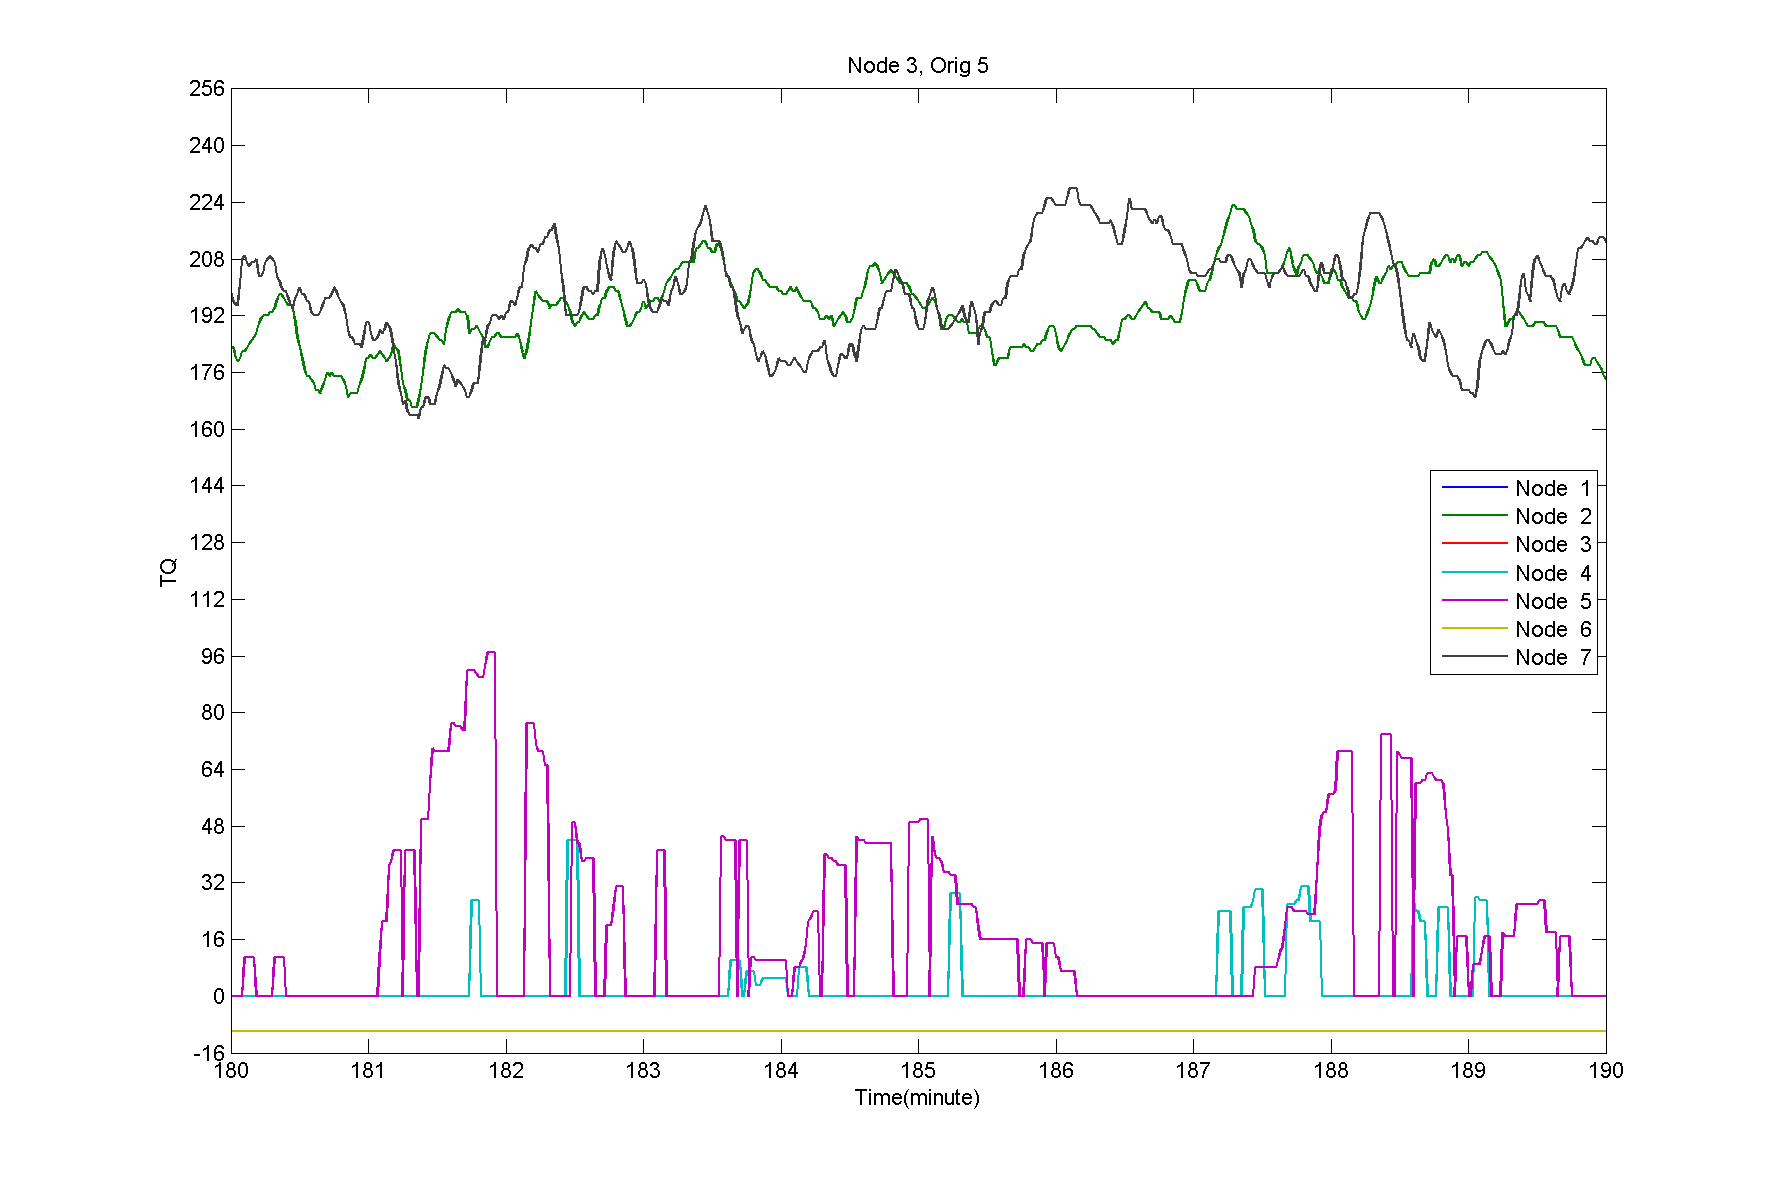 Node 3, Orig 5
256
240
224
208
192
176
160
144
128
112
96
80
64
48
32
16
0
-16
TQ
Node 1
Node 2
Node 3
Node 4
Node 5
Node 6
Node 7
180 181 182 183 184 185 186 187 188 189 190
Time(minute)